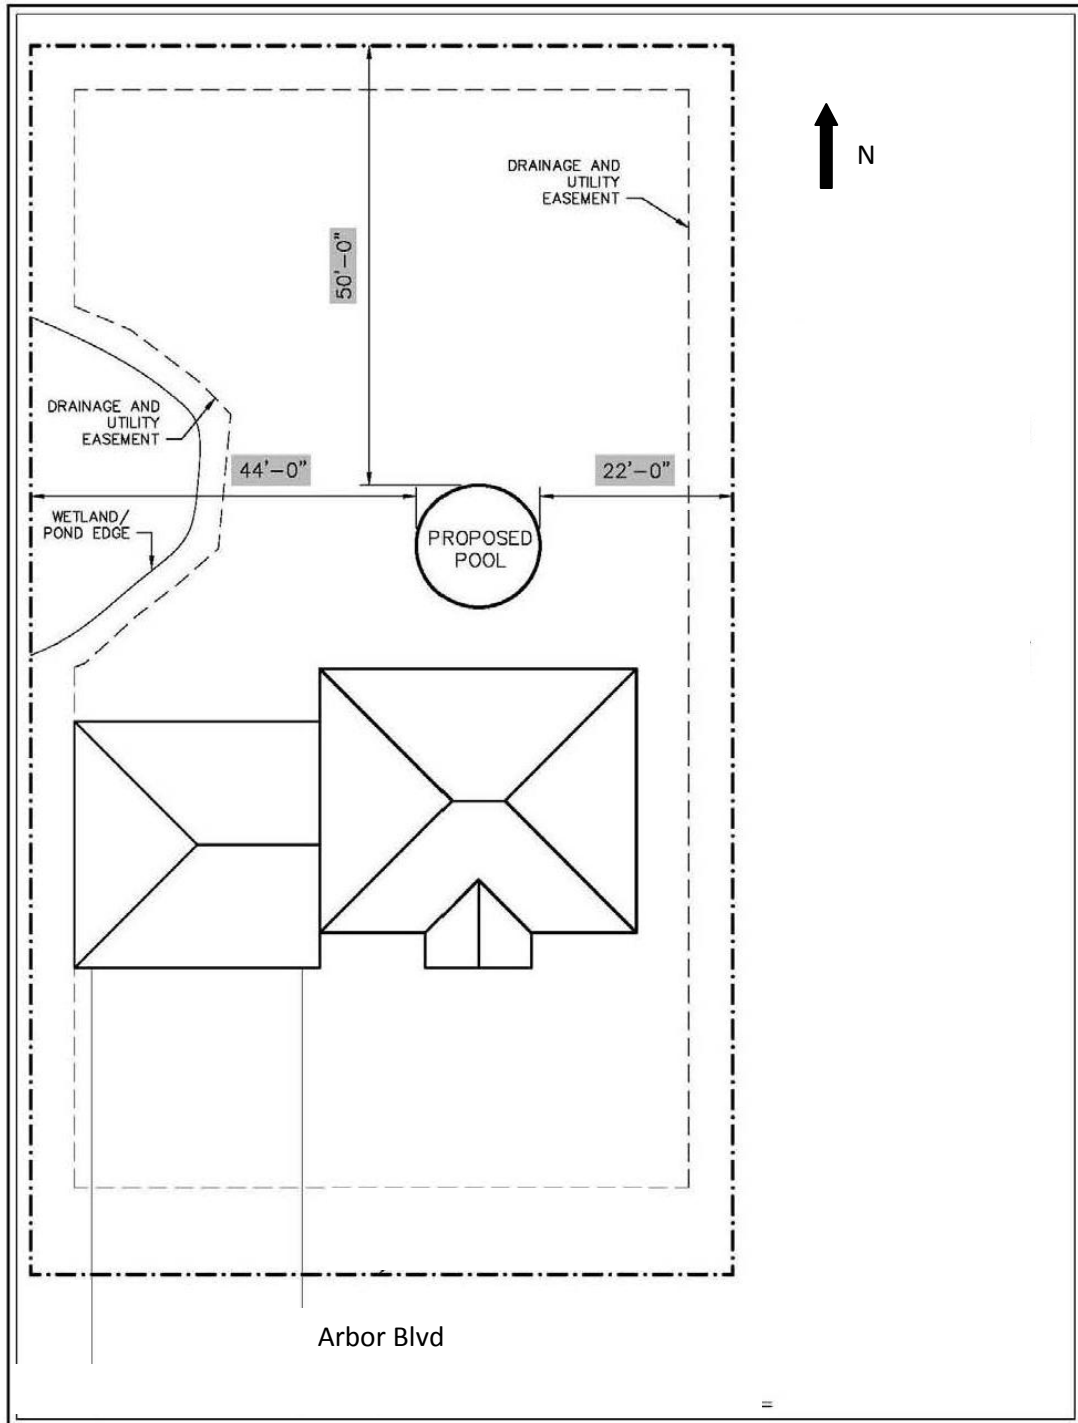 N
DRAINAGE AND
UTILITY
EASEMENT
50'-0"
DRAINAGE AND
UTILITY
EASEMENT
44'-0"
22'-0"
WETLAND/
POND EDGE
PROPOSED
POOL
Arbor Blvd
=